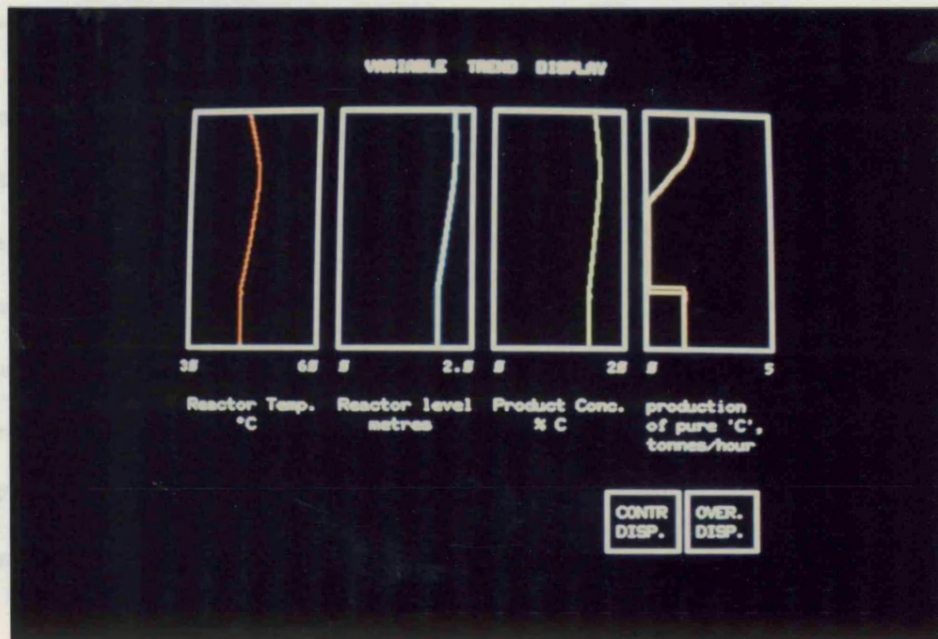 VARIABLE TREND DISPLAY
30 60 0 2.0 0 20 0 5
Reactor Temp.
°C
Reactor level
metres
Product Conc.
% C
production
of pure 'C',
tonnes/hour
CONTR
DISP.
OVER.
DISP.